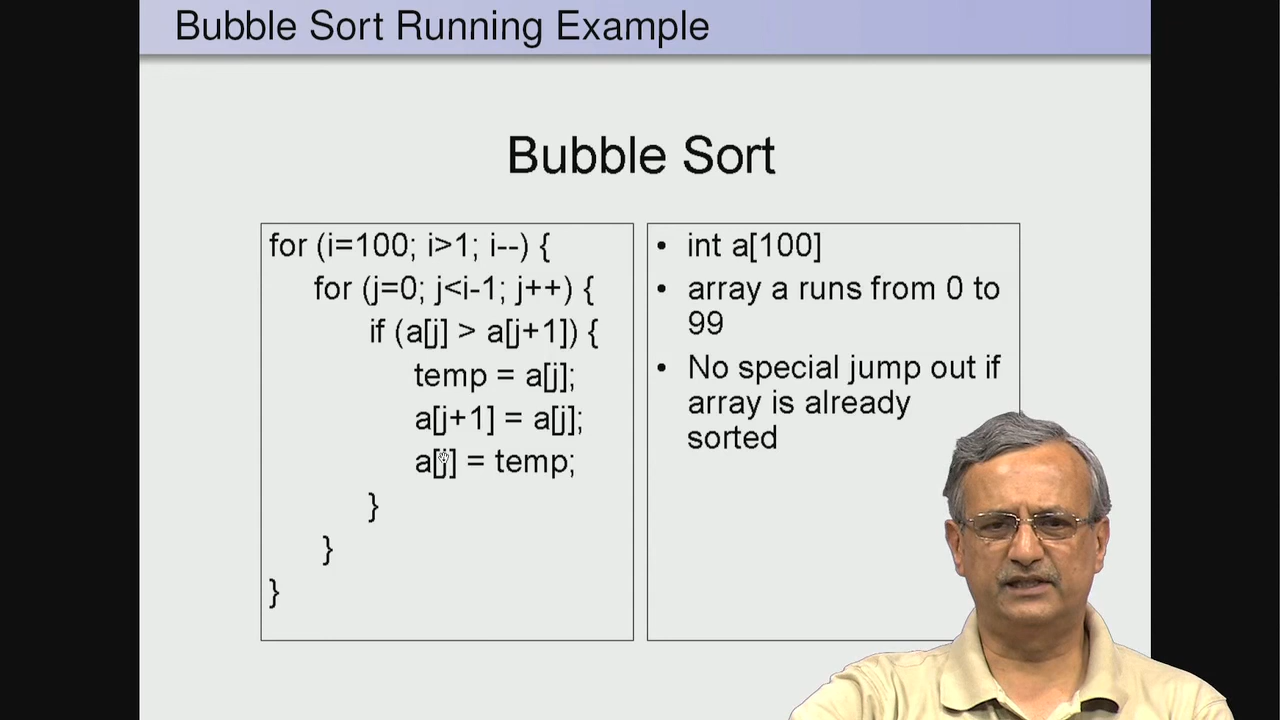 Bubble Sort Running Example
Bubble Sort
for (i=100; i>1; i--) {
for (j=0; j<i-1; j++) {
if (a[j] > a[j+1]) {
temp = a[j];
a[j+1] = a[j];
a[j] = temp;
}
}
}
• int a[100]
• array a runs from 0 to
99
• No special jump out if
array is already
sorted